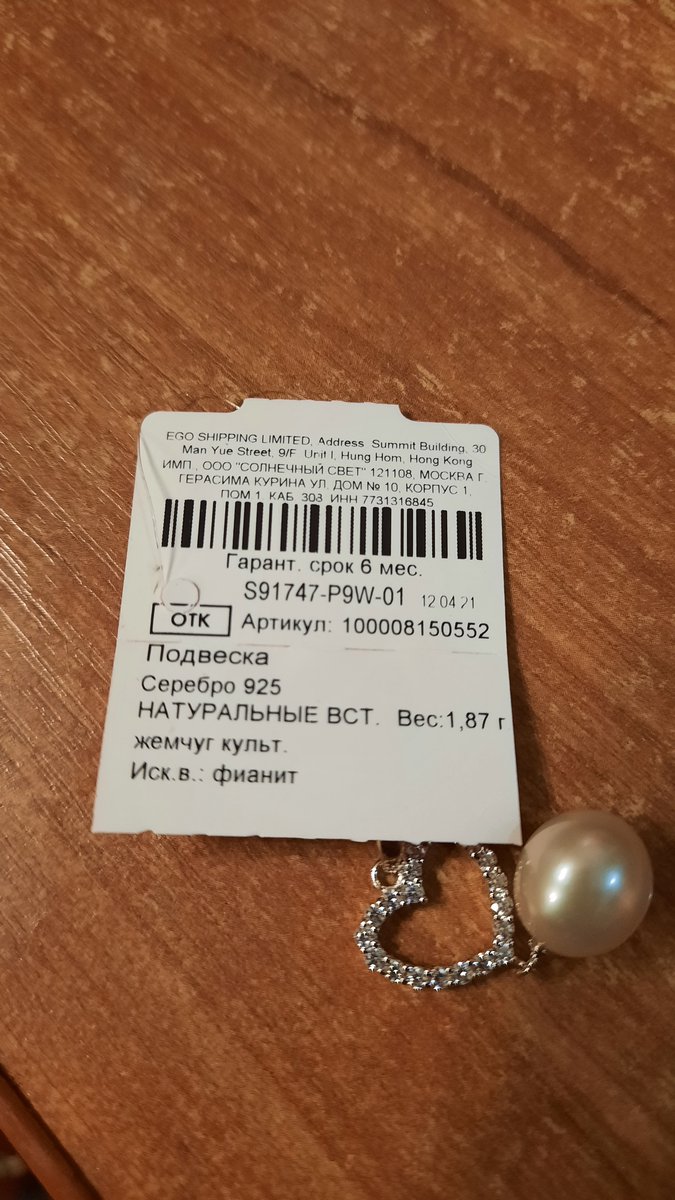 EGO SHIPPING LIMITED, Address Summit Building, 30
Man Yue Street, 9/F Unit I, Hung Hom, Hong Kong
ИМП., ООО "СОЛНЕЧНЫЙ СВЕТ" 121108, МОСКВА Г.
ГЕРАСИМА КУРИНА УЛ. ДОМ № 10, КОРПУС 1,
ПОМ 1, КАБ. 303 ИНН 7731316845
Гарант. срок 6 мес.
S91747-P9W-01 12 04 21
ОТК Артикул: 100008150552
Подвеска
Серебро 925
НАТУРАЛЬНЫЕ ВСТ. Вес:1,87 г
жемчуг культ.
Иск.в.: фианит